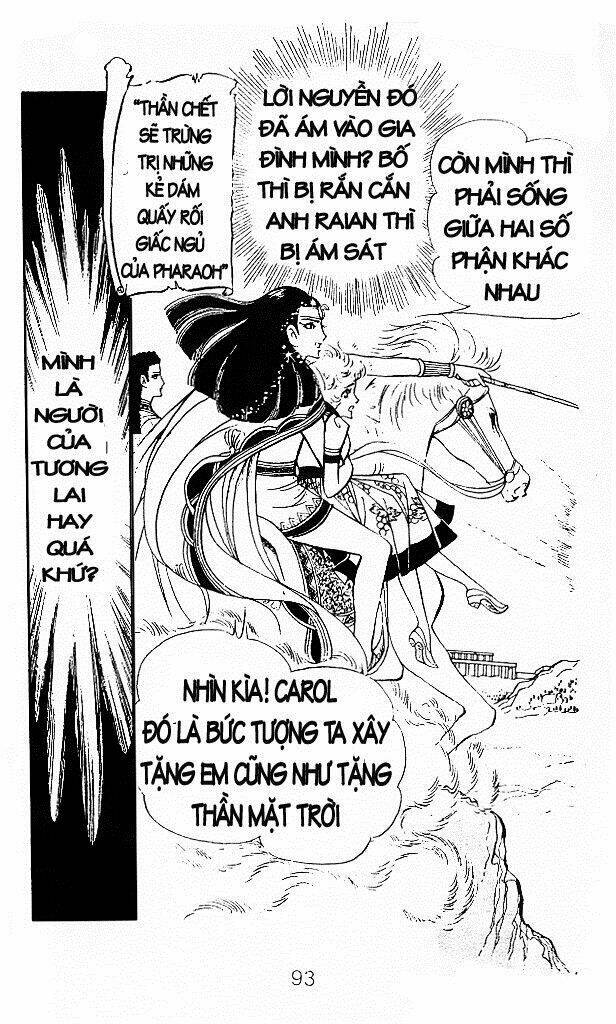 "THẦN CHẾT
SẼ TRỪNG
TRỊ NHỮNG
KẺ DÁM
QUẤY RỐI
GIẤC NGỦ
CỦA PHARAOH"
LỜI NGUYỀN ĐÓ
ĐÃ ÁM VÀO GIA
ĐÌNH MÌNH? BỐ
THÌ BỊ RẮN CẮN
ANH RAIAN THÌ
BỊ ÁM SÁT
CÒN MÌNH THÌ
PHẢI SỐNG
GIỮA HAI SỐ
PHẬN KHÁC
NHAU
MÌNH
LÀ
NGƯỜI
CỦA
TƯƠNG
LAI
HAY
QUÁ
KHỨ?
NHÌN KÌA! CAROL
ĐÓ LÀ BỨC TƯỢNG TA XÂY
TẶNG EM CŨNG NHƯ TẶNG
THẦN MẶT TRỜI
93